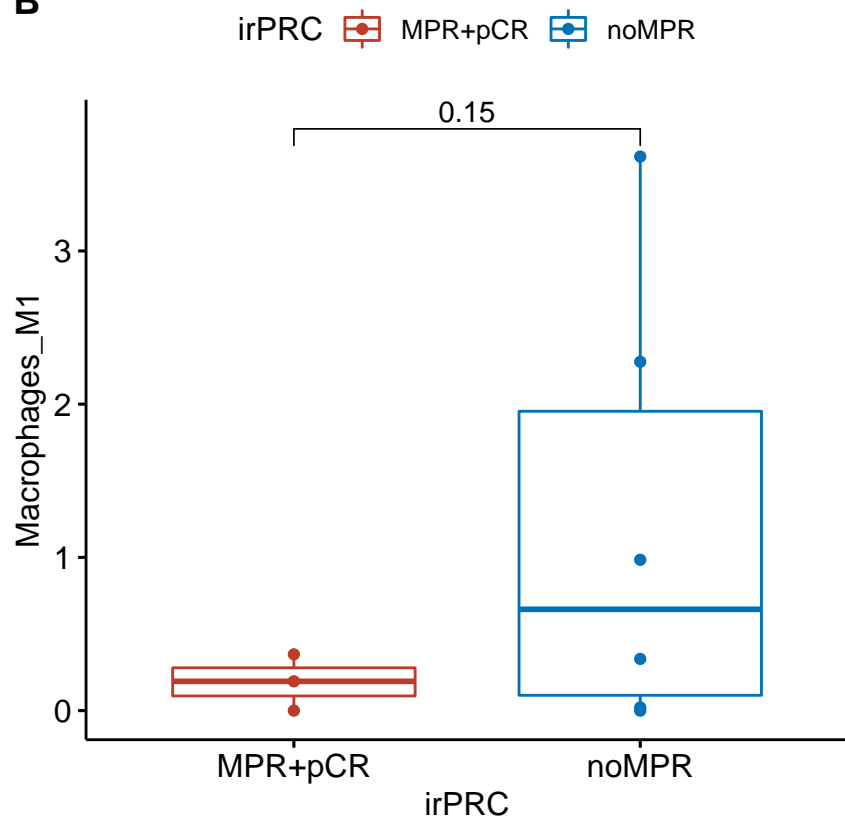 B
irPRC MPR+pCR noMPR
0.15
3
2
1
0
Macrophages_M1
MPR+pCR noMPR
irPRC